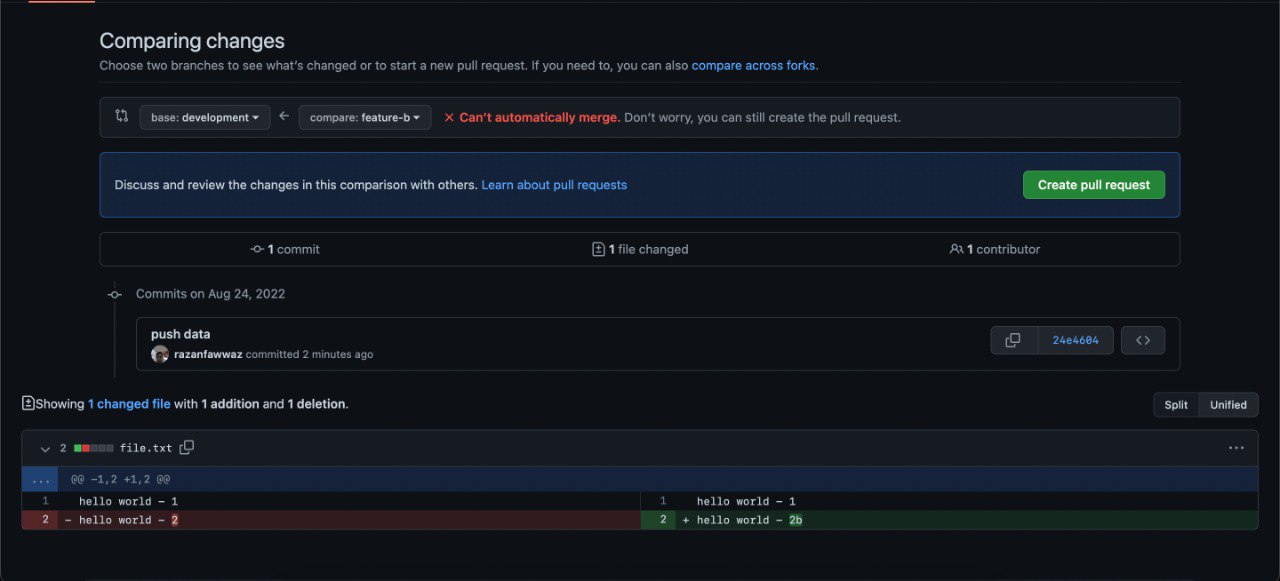 Comparing changes
Choose two branches to see what's changed or to start a new pull request. If you need to, you can also compare across forks.
base: development compare: feature-b Can't automatically merge. Don't worry, you can still create the pull request.
Discuss and review the changes in this comparison with others. Learn about pull requests Create pull request
1 commit 1 file changed 1 contributor
Commits on Aug 24, 2022
push data
razanfawwaz committed 2 minutes ago 24e4604 <>
Showing 1 changed file with 1 addition and 1 deletion. Split Unified
2 file.txt ...
... @@ -1,2 +1,2 @@
1 hello world - 1 1 hello world - 1
2 - hello world - 2 2 + hello world - 2b